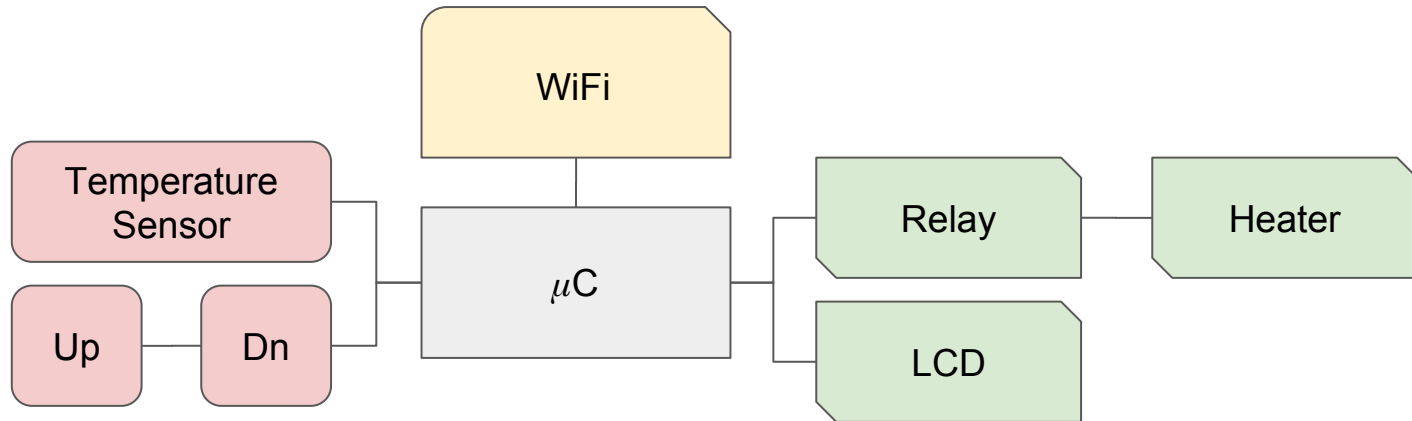 WiFi
Temperature
Sensor
Up
Dn
μC
Relay
Heater
LCD